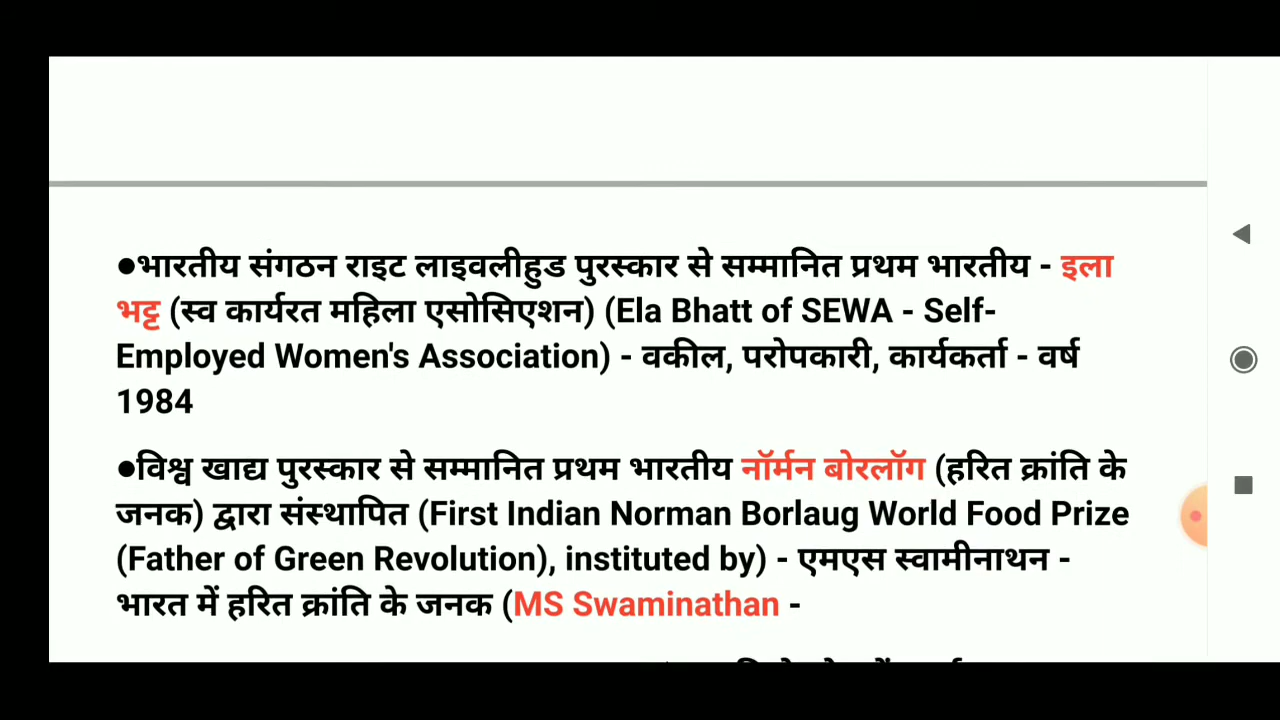 ●भारतीय संगठन राइट लाइवलीहुड पुरस्कार से सम्मानित प्रथम भारतीय - इला
भट्ट (स्व कार्यरत महिला एसोसिएशन) (Ela Bhatt of SEWA - Self-
Employed Women's Association) - वकील, परोपकारी, कार्यकर्ता - वर्ष
1984
●विश्व खाद्य पुरस्कार से सम्मानित प्रथम भारतीय नॉर्मन बोरलॉग (हरित क्रांति के
जनक) द्वारा संस्थापित (First Indian Norman Borlaug World Food Prize
(Father of Green Revolution), instituted by) - एमएस स्वामीनाथन -
भारत में हरित क्रांति के जनक (MS Swaminathan -